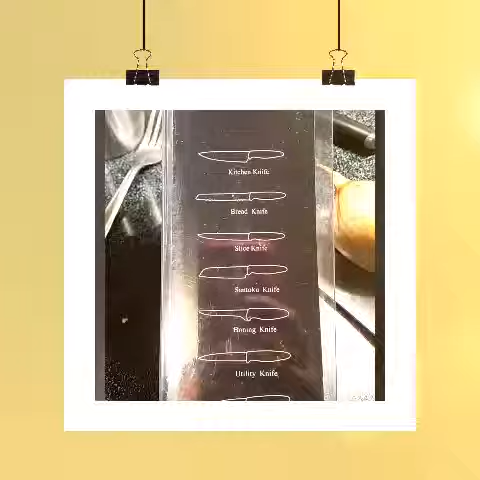 Kitchen Knife
Bread Knife
Slice Knife
Santoku Knife
Boning Knife
Utility Knife